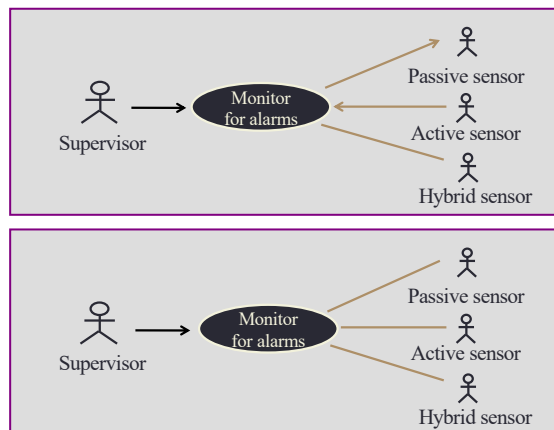 Passive sensor
Monitor
for alarms
Supervisor
Active sensor
Hybrid sensor
Passive sensor
Monitor
for alarms
Supervisor
Active sensor
Hybrid sensor